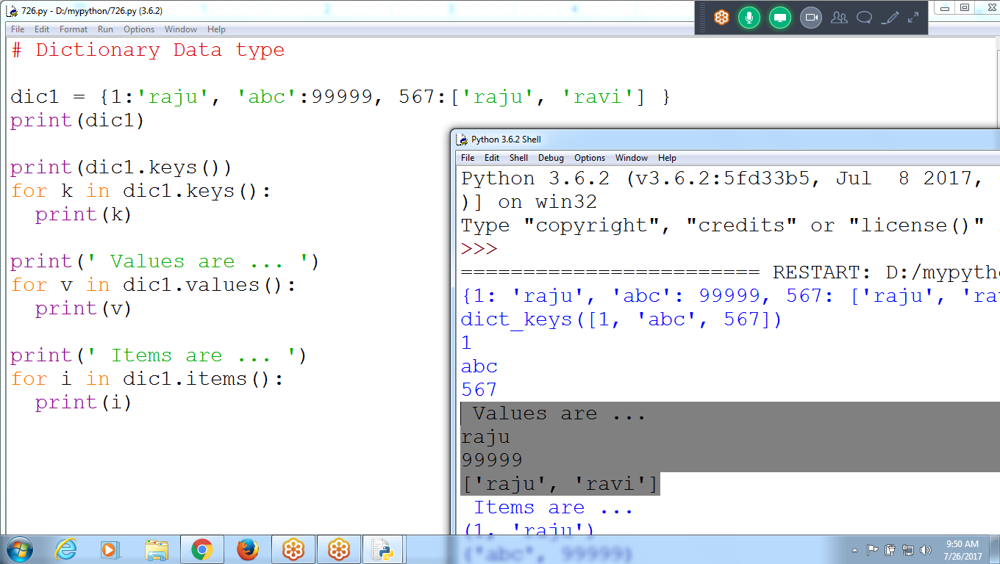 726.py - D:/mypython/726.py (3.6.2)
File Edit Format Run Options Window Help
# Dictionary Data type
dic1 = {1:'raju', 'abc':99999, 567:['raju', 'ravi'] }
print(dic1)
print(dic1.keys())
for k in dic1.keys():
  print(k)
print(' Values are ... ')
for v in dic1.values():
  print(v)
print(' Items are ... ')
for i in dic1.items():
  print(i)
Python 3.6.2 Shell
File Edit Shell Debug Options Window Help
Python 3.6.2 (v3.6.2:5fd33b5, Jul  8 2017,
)] on win32
Type "copyright", "credits" or "license()"
>>>
======================== RESTART: D:/mypyth
{1: 'raju', 'abc': 99999, 567: ['raju', 'ra
dict_keys([1, 'abc', 567])
1
abc
567
 Values are ...
raju
99999
['raju', 'ravi']
 Items are ...
(1, 'raju')
('abc', 99999)
9:50 AM
7/26/2017